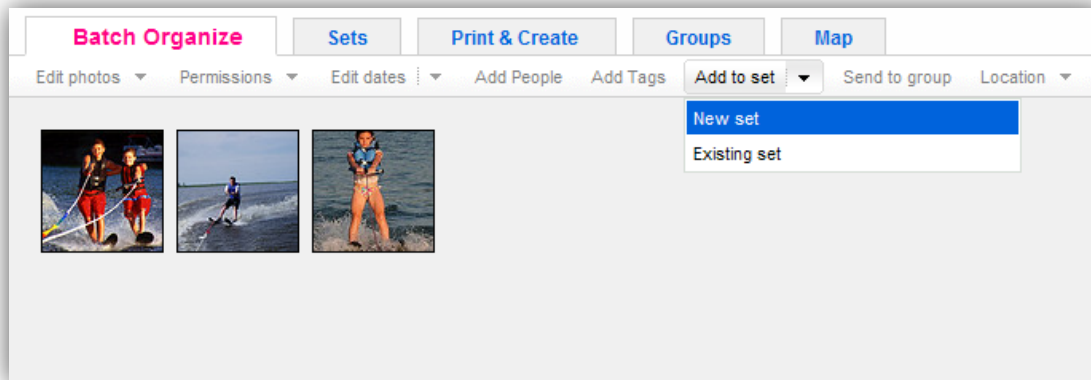 Batch Organize Sets Print & Create Groups Map
Edit photos Permissions Edit dates Add People Add Tags Add to set Send to group Location
New set
Existing set